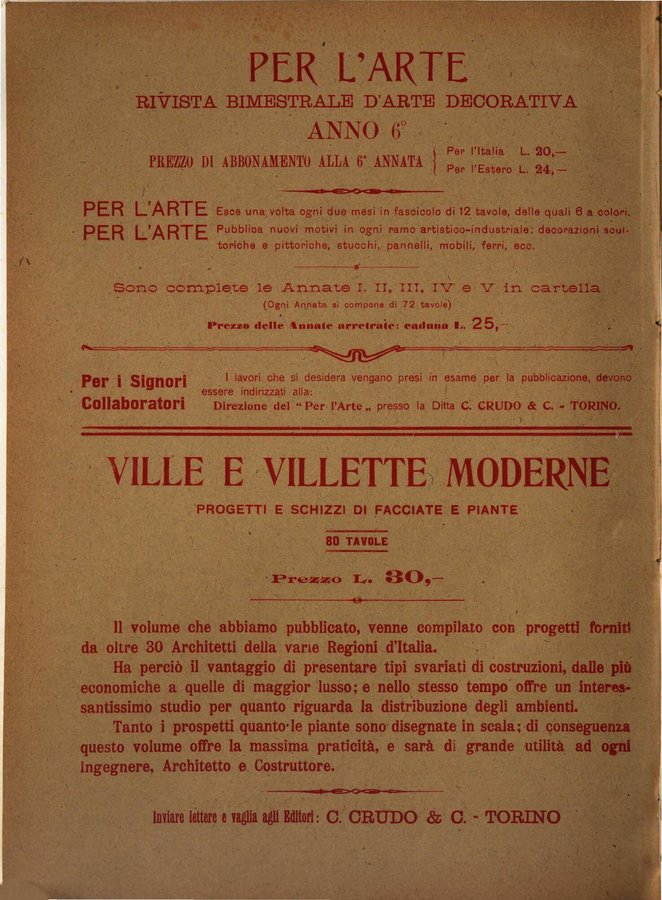 PER L'ARTE
RIVISTA BIMESTRALE D'ARTE DECORATIVA
ANNO 6°
PREZZO DI ABBONAMENTO ALLA 6ª ANNATA
Per l'Italia L. 20,—
Per l'Estero L. 24,—
PER L'ARTE Esce una volta ogni due mesi in fascicolo di 12 tavole, delle quali 6 a colori.
PER L'ARTE Pubblica nuovi motivi in ogni ramo artistico-industriale: decorazioni scul-
toriche e pittoriche, stucchi, pannelli, mobili, ferri, ecc.
Sono complete le Annate I, II, III, IV e V in cartella
(Ogni Annata si compone di 72 tavole)
Prezzo delle Annate arretrate: caduna L. 25,—
Per i Signori
Collaboratori
I lavori che si desidera vengano presi in esame per la pubblicazione, devono
essere indirizzati alla:
Direzione del "Per l'Arte„ presso la Ditta C. CRUDO & C. - TORINO.
VILLE E VILLETTE MODERNE
PROGETTI E SCHIZZI DI FACCIATE E PIANTE
80 TAVOLE
Prezzo L. 30,—
Il volume che abbiamo pubblicato, venne compilato con progetti forniti
da oltre 30 Architetti della varie Regioni d'Italia.
Ha perciò il vantaggio di presentare tipi svariati di costruzioni, dalle più
economiche a quelle di maggior lusso; e nello stesso tempo offre un interes-
santissimo studio per quanto riguarda la distribuzione degli ambienti.
Tanto i prospetti quanto le piante sono disegnate in scala; di conseguenza
questo volume offre la massima praticità, e sarà di grande utilità ad ogni
Ingegnere, Architetto e Costruttore.
Inviare lettere e vaglia agli Editori: C. CRUDO & C. - TORINO